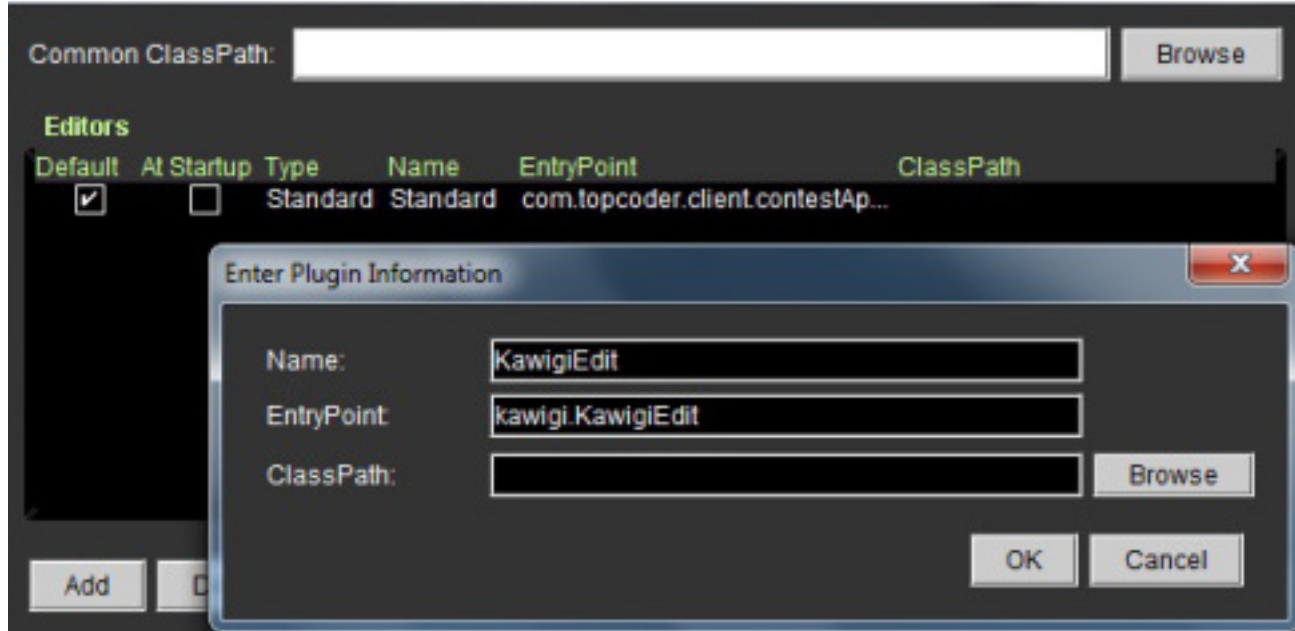 Common ClassPath: Browse
Editors
Default At Startup Type Name EntryPoint ClassPath
Standard Standard com.topcoder.client.contestAp...
Enter Plugin Information x
Name: KawigiEdit
EntryPoint: kawigi.KawigiEdit
ClassPath: Browse
OK Cancel
Add D